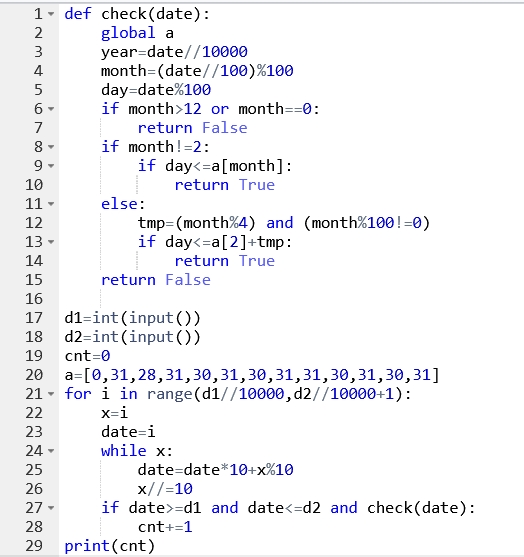 1 def check(date):
2     global a
3     year=date//10000
4     month=(date//100)%100
5     day=date%100
6     if month>12 or month==0:
7         return False
8     if month!=2:
9         if day<=a[month]:
10             return True
11     else:
12         tmp=(month%4) and (month%100!=0)
13         if day<=a[2]+tmp:
14             return True
15     return False
16
17 d1=int(input())
18 d2=int(input())
19 cnt=0
20 a=[0,31,28,31,30,31,30,31,31,30,31,30,31]
21 for i in range(d1//10000,d2//10000+1):
22     x=i
23     date=i
24     while x:
25         date=date*10+x%10
26         x//=10
27     if date>=d1 and date<=d2 and check(date):
28         cnt+=1
29 print(cnt)